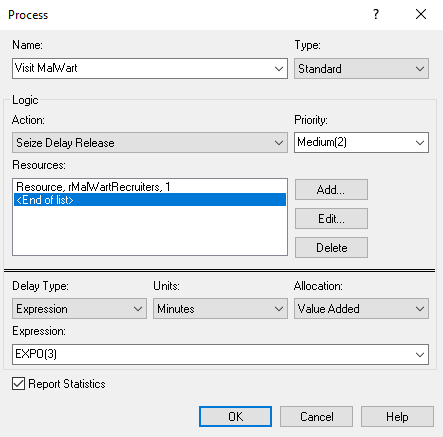 Process
Name:
Type:
Visit MalWart
Standard
Logic
Action:
Priority:
Seize Delay Release
Medium(2)
Resources:
Resource, rMalWartRecruiters, 1
<End of list>
Add...
Edit...
Delete
Delay Type:
Units:
Allocation:
Expression
Minutes
Value Added
Expression:
EXPO(3)
Report Statistics
OK
Cancel
Help